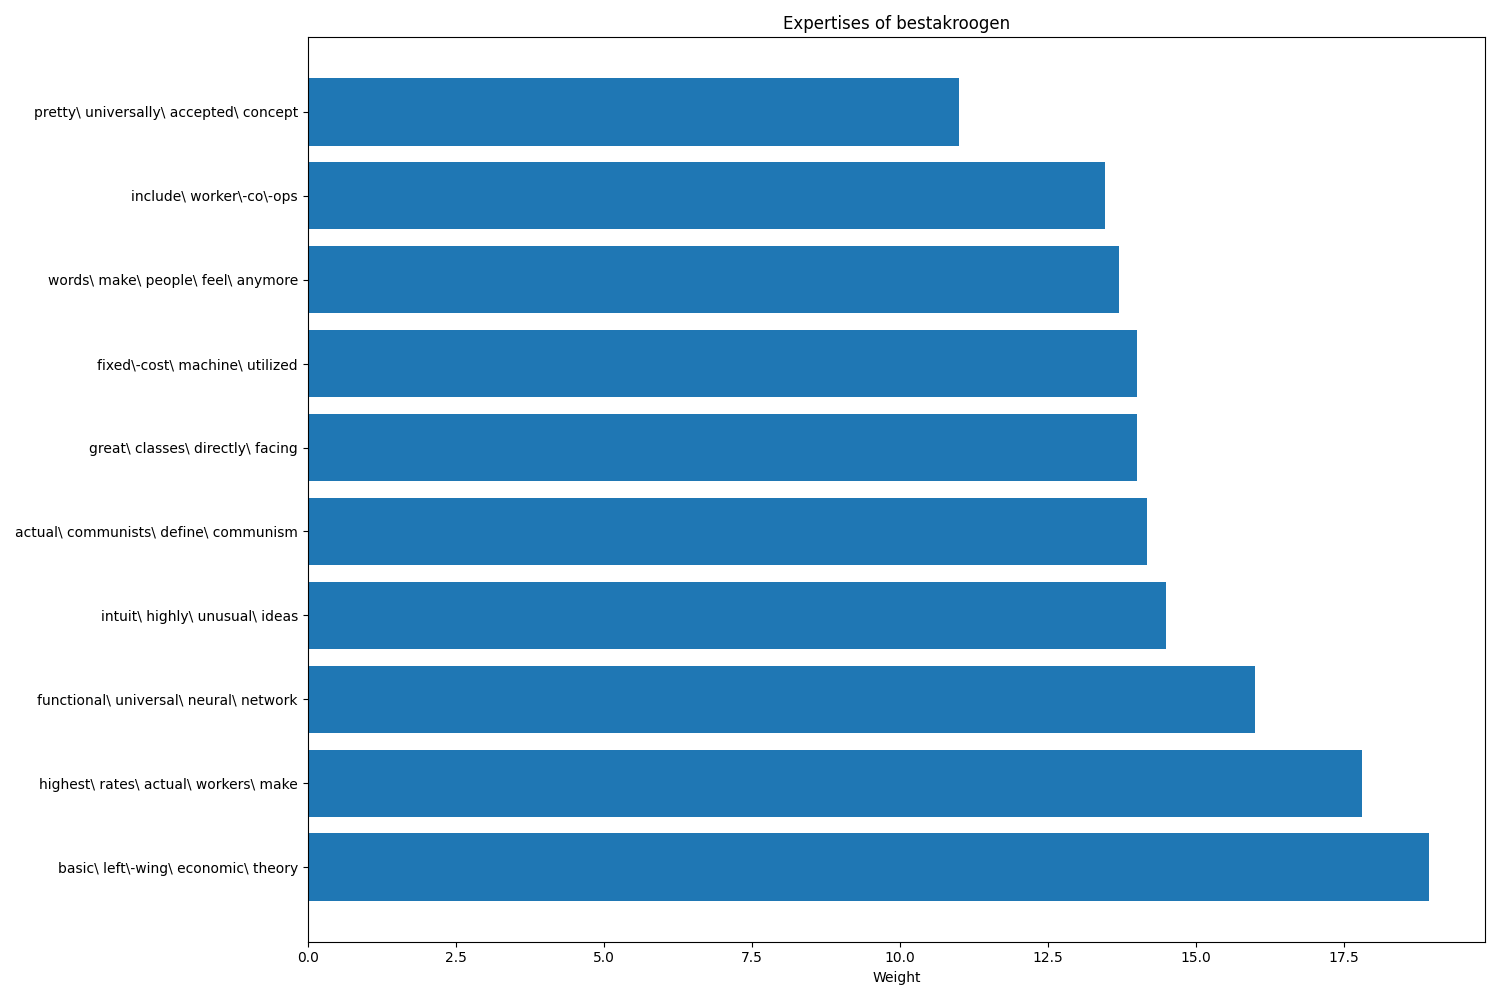 Expertises of bestakroogen
pretty\ universally\ accepted\ concept
include\ worker\-co\-ops
words\ make\ people\ feel\ anymore
fixed\-cost\ machine\ utilized
great\ classes\ directly\ facing
actual\ communists\ define\ communism
intuit\ highly\ unusual\ ideas
functional\ universal\ neural\ network
highest\ rates\ actual\ workers\ make
basic\ left\-wing\ economic\ theory
0.0 2.5 5.0 7.5 10.0 12.5 15.0 17.5
Weight